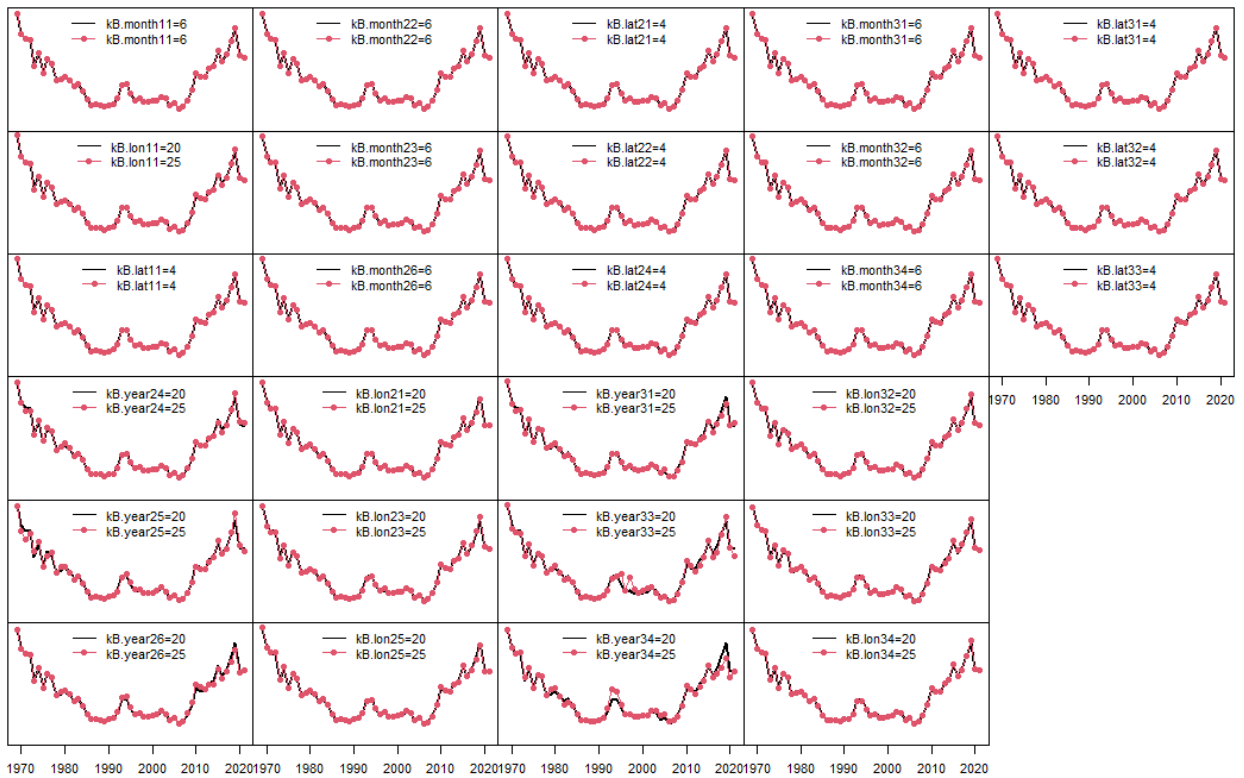 kB.month11=6
kB.month11=6
kB.month22=6
kB.month22=6
kB.lat21=4
kB.lat21=4
kB.month31=6
kB.month31=6
kB.lat31=4
kB.lat31=4
kB.lon11=20
kB.lon11=25
kB.month23=6
kB.month23=6
kB.lat22=4
kB.lat22=4
kB.month32=6
kB.month32=6
kB.lat32=4
kB.lat32=4
kB.lat11=4
kB.lat11=4
kB.month26=6
kB.month26=6
kB.lat24=4
kB.lat24=4
kB.month34=6
kB.month34=6
kB.lat33=4
kB.lat33=4
kB.year24=20
kB.year24=25
kB.lon21=20
kB.lon21=25
kB.year31=20
kB.year31=25
kB.lon32=20
kB.lon32=25
1970 1980 1990 2000 2010 2020
kB.year25=20
kB.year25=25
kB.lon23=20
kB.lon23=25
kB.year33=20
kB.year33=25
kB.lon33=20
kB.lon33=25
kB.year26=20
kB.year26=25
kB.lon25=20
kB.lon25=25
kB.year34=20
kB.year34=25
kB.lon34=20
kB.lon34=25
1970 1980 1990 2000 2010 2020 1970 1980 1990 2000 2010 2020 1970 1980 1990 2000 2010 2020 1970 1980 1990 2000 2010 2020